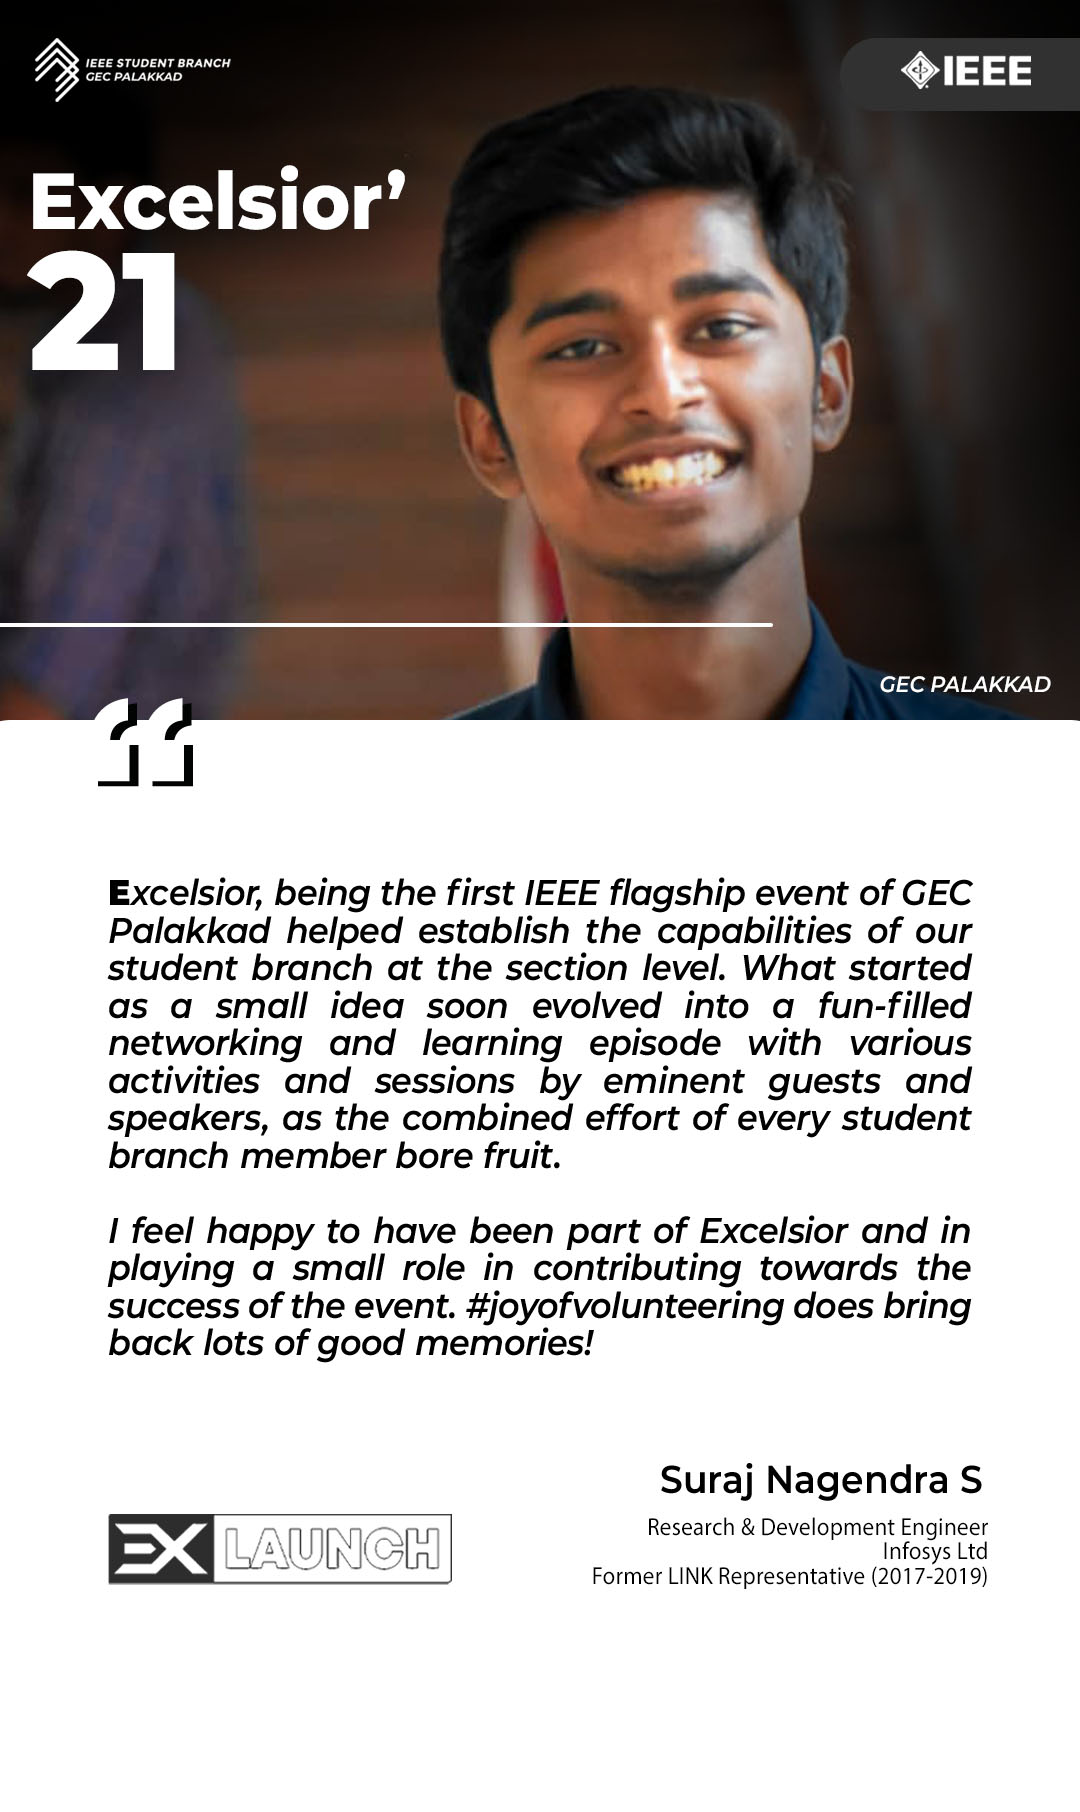 IEEE STUDENT BRANCH
GEC PALAKKAD
IEEE
Excelsior’
21
GEC PALAKKAD
Excelsior, being the first IEEE flagship event of GEC
Palakkad helped establish the capabilities of our
student branch at the section level. What started
as a small idea soon evolved into a fun-filled
networking and learning episode with various
activities and sessions by eminent guests and
speakers, as the combined effort of every student
branch member bore fruit.
I feel happy to have been part of Excelsior and in
playing a small role in contributing towards the
success of the event. #joyofvolunteering does bring
back lots of good memories!
Suraj Nagendra S
Research & Development Engineer
Infosys Ltd
Former LINK Representative (2017-2019)
EX LAUNCH